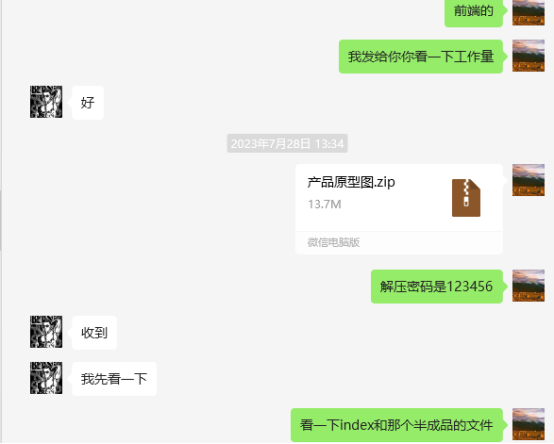 前端的
我发给你你看一下工作量
好
2023年7月28日 13:34
产品原型图.zip
13.7M
微信电脑版
解压密码是123456
收到
我先看一下
看一下index和那个半成品的文件